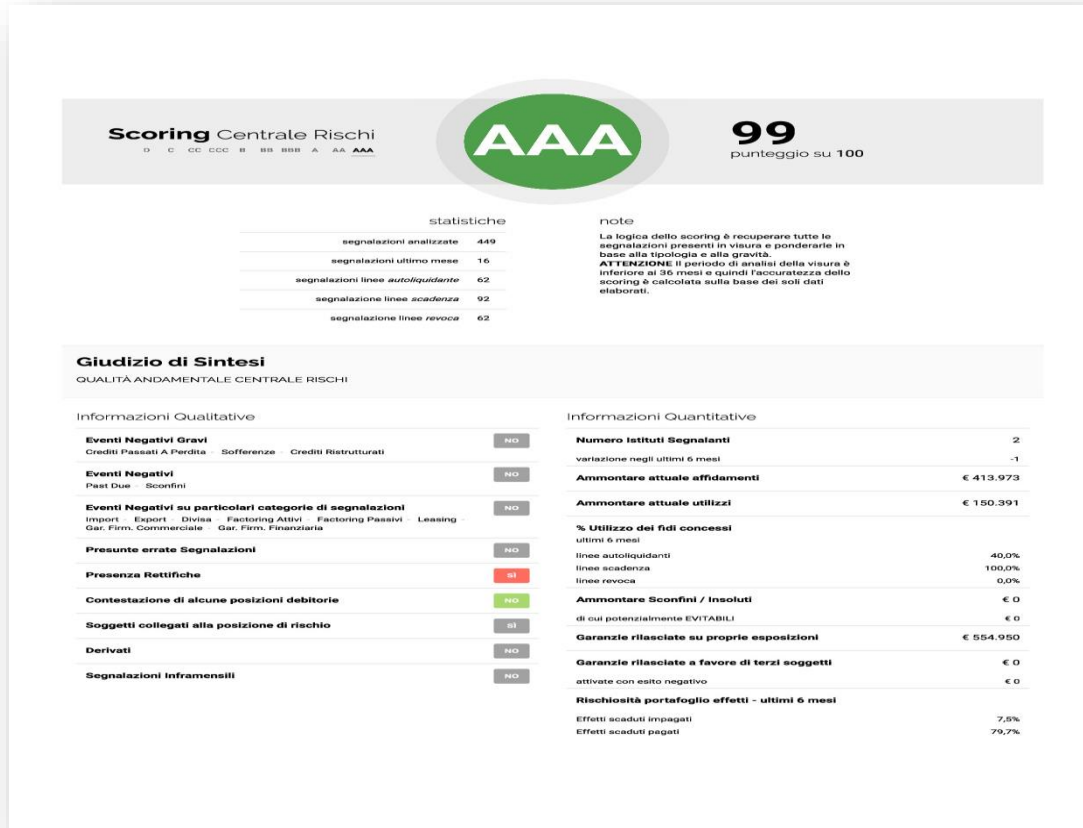 Scoring Centrale Rischi
D C CC CCC B BB BBB A AA AAA
AAA
99
punteggio su 100
statistiche
segnalazioni analizzate 449
segnalazioni ultimo mese 16
segnalazioni linee autoliquidante 62
segnalazione linee scadenza 92
segnalazione linee revoca 62
note
La logica dello scoring è recuperare tutte le
segnalazioni presenti in visura e ponderarle in
base alla tipologia e alla gravità.
ATTENZIONE Il periodo di analisi della visura è
inferiore ai 36 mesi e quindi l'accuratezza dello
scoring è calcolata sulla base dei soli dati
elaborati.
Giudizio di Sintesi
QUALITÀ ANDAMENTALE CENTRALE RISCHI
Informazioni Qualitative
Eventi Negativi Gravi NO
Crediti Passati A Perdita - Sofferenze - Crediti Ristrutturati
Eventi Negativi NO
Past Due - Sconfini
Eventi Negativi su particolari categorie di segnalazioni NO
Import - Export - Divisa - Factoring Attivi - Factoring Passivi - Leasing -
Gar. Firm. Commerciale - Gar. Firm. Finanziaria
Presunte errate Segnalazioni NO
Presenza Rettifiche SÌ
Contestazione di alcune posizioni debitorie NO
Soggetti collegati alla posizione di rischio SÌ
Derivati NO
Segnalazioni Inframensili NO
Informazioni Quantitative
Numero Istituti Segnalanti 2
variazione negli ultimi 6 mesi -1
Ammontare attuale affidamenti € 413.973
Ammontare attuale utilizzi € 150.391
% Utilizzo dei fidi concessi
ultimi 6 mesi
linee autoliquidanti 40,0%
linee scadenza 100,0%
linee revoca 0,0%
Ammontare Sconfini / Insoluti € 0
di cui potenzialmente EVITABILI € 0
Garanzie rilasciate su proprie esposizioni € 554.950
Garanzie rilasciate a favore di terzi soggetti € 0
attivate con esito negativo € 0
Rischiosità portafoglio effetti - ultimi 6 mesi
Effetti scaduti impagati 7,5%
Effetti scaduti pagati 79,7%